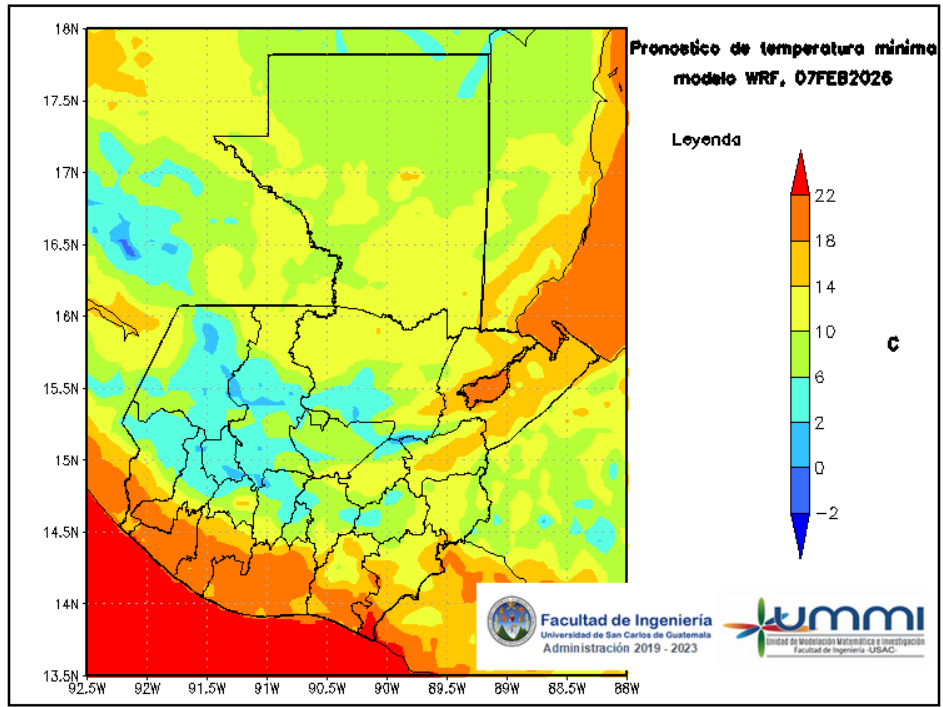 Pronostico de temperatura minima
modelo WRF, 07FEB2026
Leyenda
22
18
14
10
6
2
0
−2
C
18N
17.5N
17N
16.5N
16N
15.5N
15N
14.5N
14N
13.5N
92.5W 92W 91.5W 91W 90.5W 90W 89.5W 89W 88.5W 88W
Facultad de Ingeniería
Universidad de San Carlos de Guatemala
Administración 2019 - 2023
UMMI
Unidad de Modelación Matemática e Investigación
Facultad de Ingeniería -USAC-